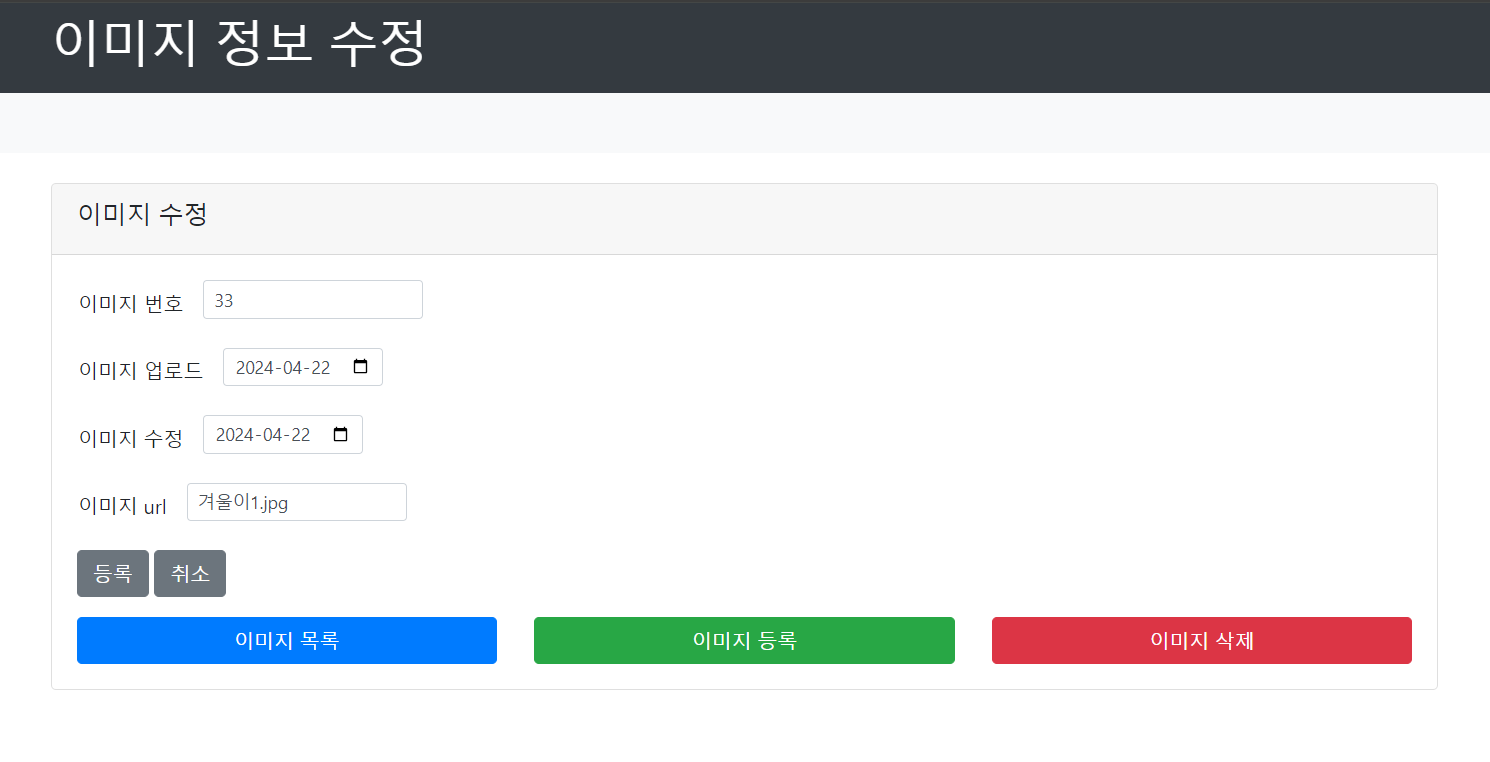 이미지 정보 수정
이미지 수정
이미지 번호 33
이미지 업로드 2024-04-22
이미지 수정 2024-04-22
이미지 url 겨울이1.jpg
등록 취소
이미지 목록 이미지 등록 이미지 삭제